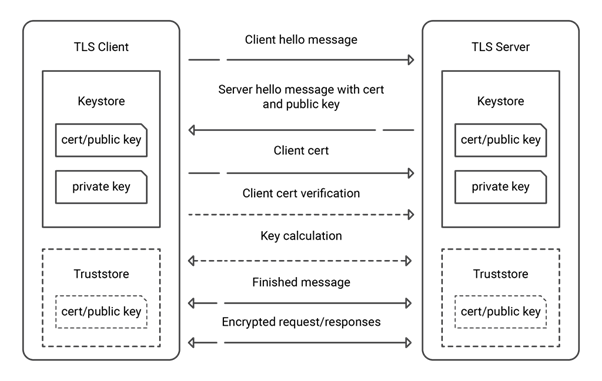 TLS Client
Keystore
cert/public key
private key
Truststore
cert/public key
Client hello message
Server hello message with cert
and public key
Client cert
Client cert verification
Key calculation
Finished message
Encrypted request/responses
TLS Server
Keystore
cert/public key
private key
Truststore
cert/public key